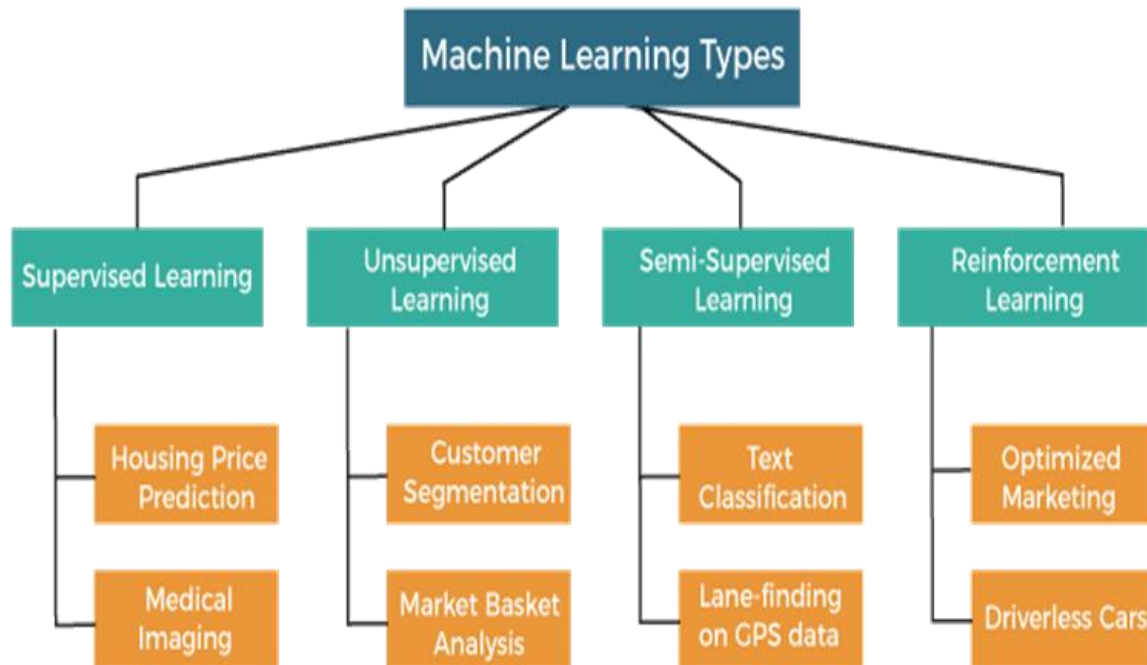 Machine Learning Types
Supervised Learning
Unsupervised
Learning
Semi-Supervised
Learning
Reinforcement
Learning
Housing Price
Prediction
Customer
Segmentation
Text
Classification
Optimized
Marketing
Medical
Imaging
Market Basket
Analysis
Lane-finding
on GPS data
Driverless Cars